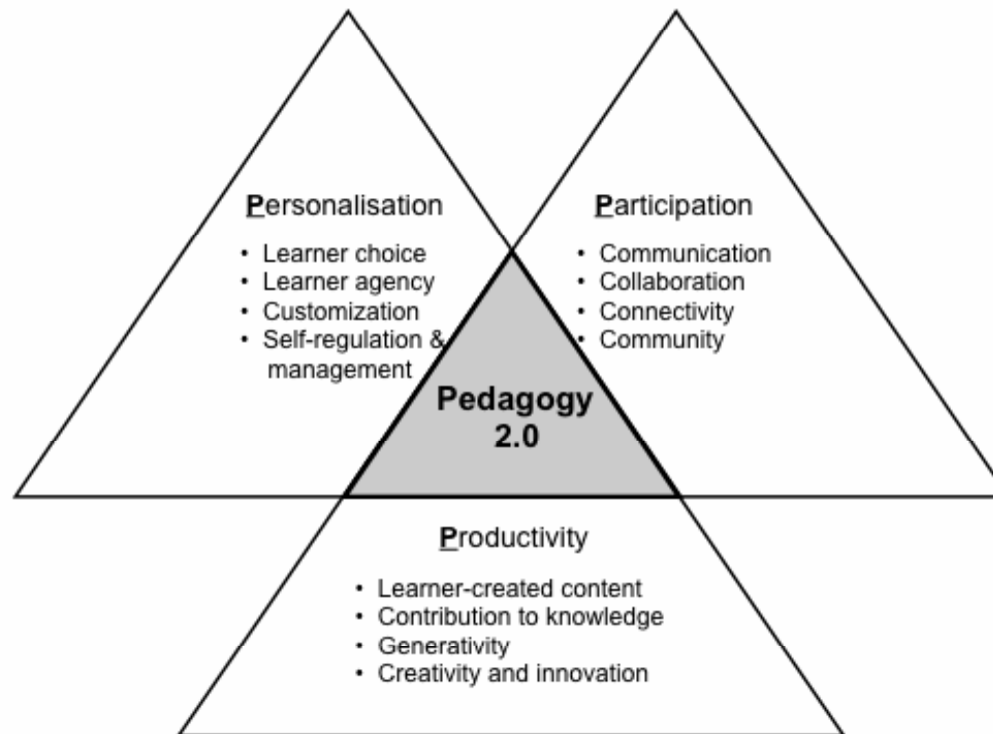 Personalisation
• Learner choice
• Learner agency
• Customization
• Self-regulation &
management
Participation
• Communication
• Collaboration
• Connectivity
• Community
Pedagogy
2.0
Productivity
• Learner-created content
• Contribution to knowledge
• Generativity
• Creativity and innovation